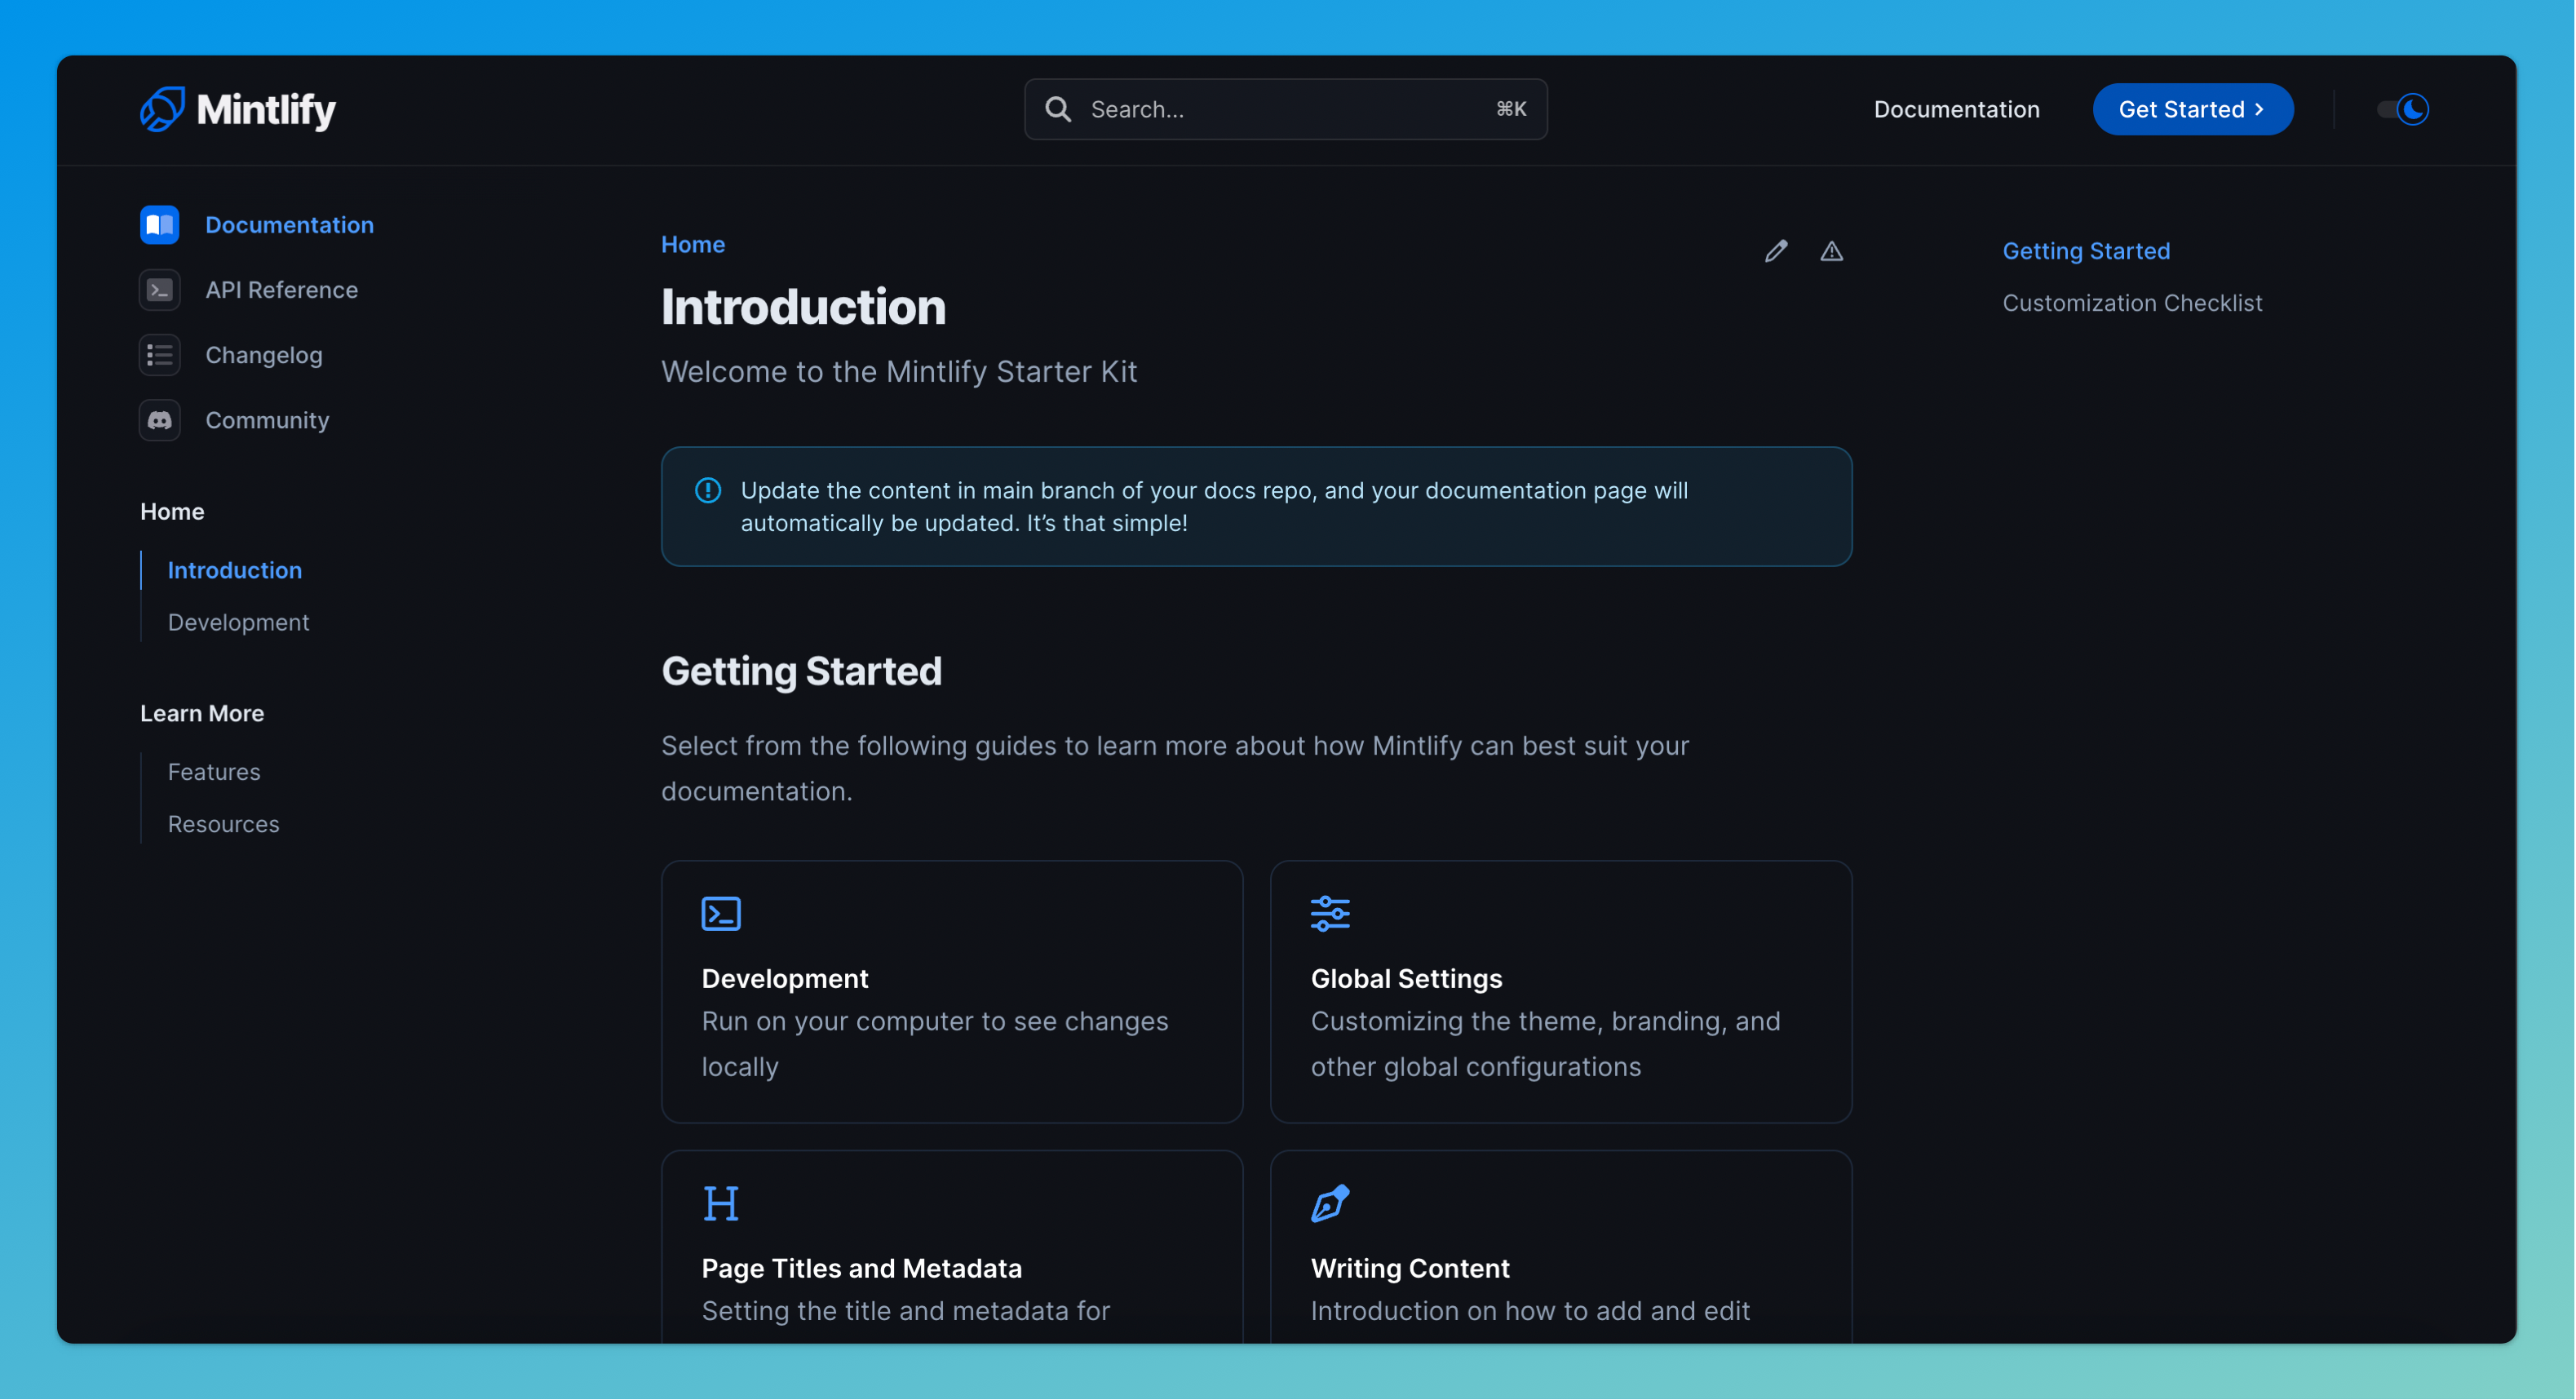 Mintlify
Search...
⌘K
Documentation
Get Started
Documentation
API Reference
Changelog
Community
Home
Introduction
Development
Learn More
Features
Resources
Home
Introduction
Welcome to the Mintlify Starter Kit
Update the content in main branch of your docs repo, and your documentation page will
automatically be updated. It’s that simple!
Getting Started
Select from the following guides to learn more about how Mintlify can best suit your
documentation.
Development
Run on your computer to see changes
locally
Global Settings
Customizing the theme, branding, and
other global configurations
Page Titles and Metadata
Setting the title and metadata for
Writing Content
Introduction on how to add and edit
Getting Started
Customization Checklist